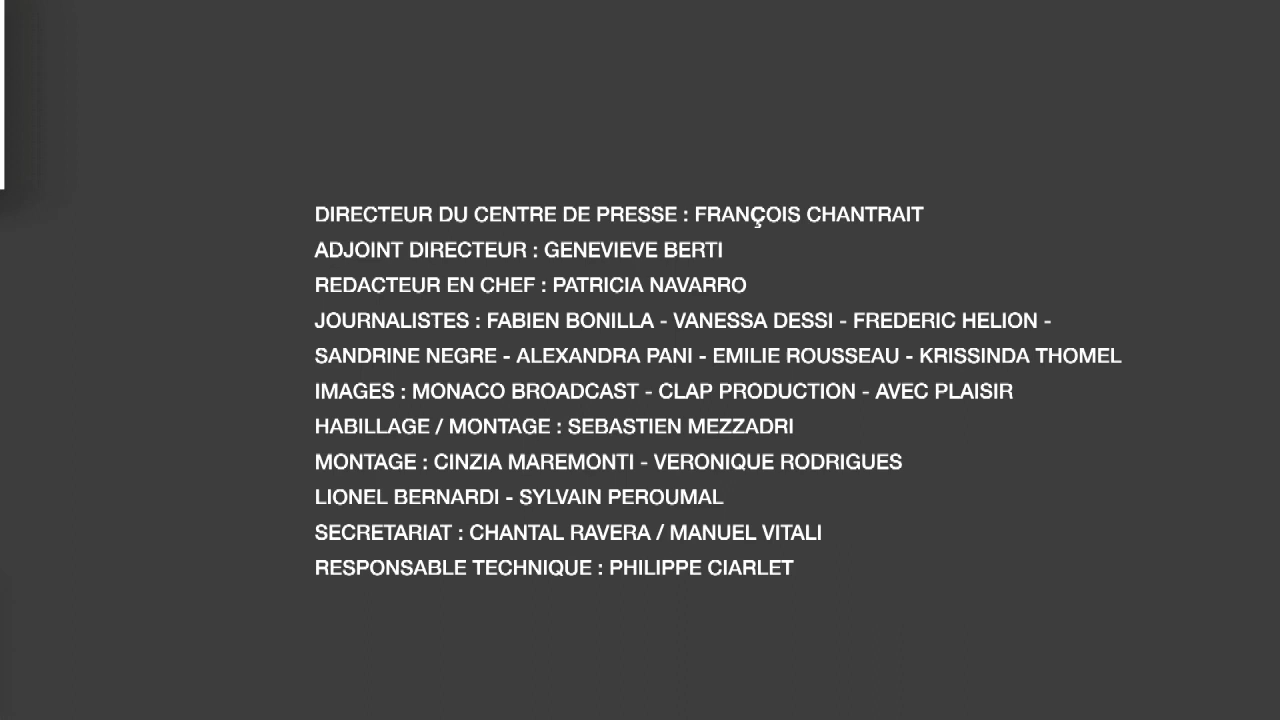 DIRECTEUR DU CENTRE DE PRESSE : FRANÇOIS CHANTRAIT
ADJOINT DIRECTEUR : GENEVIEVE BERTI
REDACTEUR EN CHEF : PATRICIA NAVARRO
JOURNALISTES : FABIEN BONILLA - VANESSA DESSI - FREDERIC HELION -
SANDRINE NEGRE - ALEXANDRA PANI - EMILIE ROUSSEAU - KRISSINDA THOMEL
IMAGES : MONACO BROADCAST - CLAP PRODUCTION - AVEC PLAISIR
HABILLAGE / MONTAGE : SEBASTIEN MEZZADRI
MONTAGE : CINZIA MAREMONTI - VERONIQUE RODRIGUES
LIONEL BERNARDI - SYLVAIN PEROUMAL
SECRETARIAT : CHANTAL RAVERA / MANUEL VITALI
RESPONSABLE TECHNIQUE : PHILIPPE CIARLET